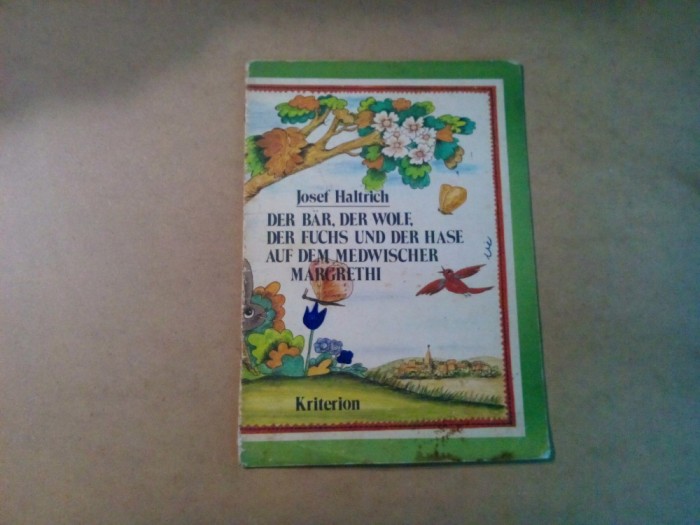 Josef Haltrich
DER BÄR, DER WOLF,
DER FUCHS UND DER HASE
AUF DEM MEDWISCHER
MARGRETHI
Kriterion